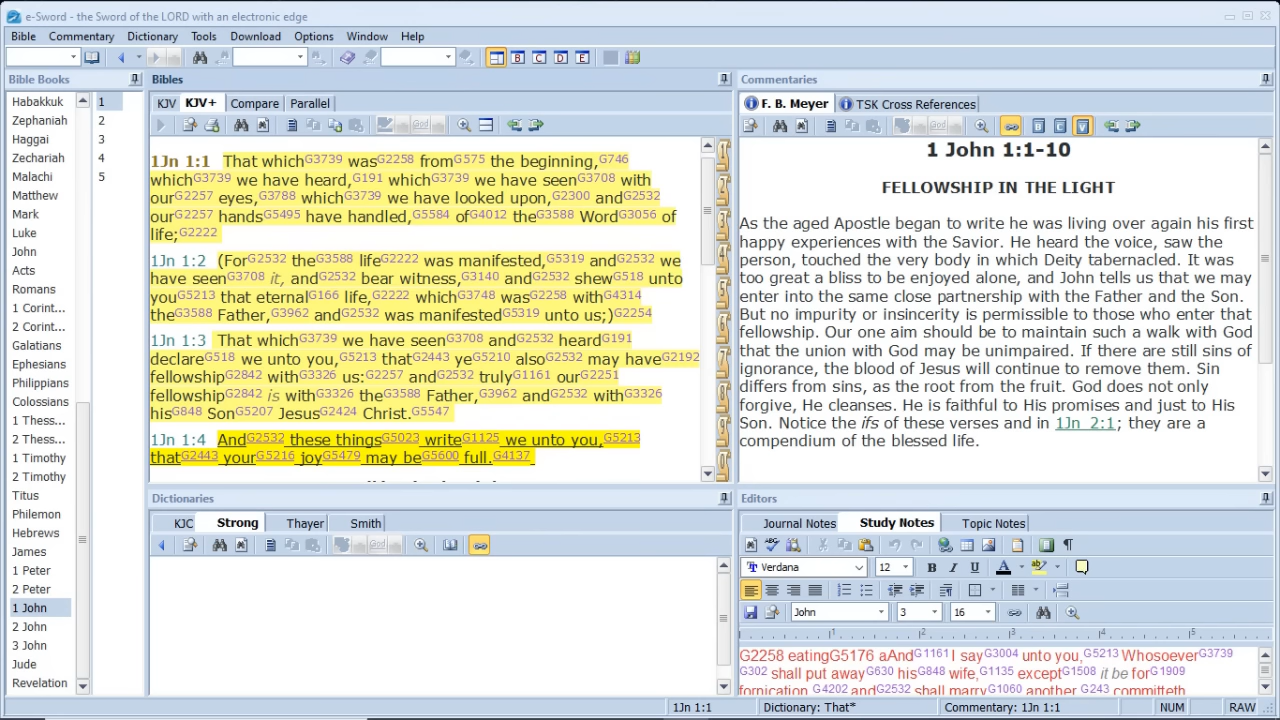 e-Sword - the Sword of the LORD with an electronic edge
Bible Commentary Dictionary Tools Download Options Window Help
B C D E
Bible Books
Habakkuk
Zephaniah
Haggai
Zechariah
Malachi
Matthew
Mark
Luke
John
Acts
Romans
1 Corint...
2 Corint...
Galatians
Ephesians
Philippians
Colossians
1 Thess...
2 Thess...
1 Timothy
2 Timothy
Titus
Philemon
Hebrews
James
1 Peter
2 Peter
1 John
2 John
3 John
Jude
Revelation
1
2
3
4
5
Bibles
KJV KJV+ Compare Parallel
God
1Jn 1:1 That whichG3739 wasG2258 fromG575 the beginning,G746
whichG3739 we have heard,G191 whichG3739 we have seenG3708 with
ourG2257 eyes,G3788 whichG3739 we have looked upon,G2300 andG2532
ourG2257 handsG5495 have handled,G5584 ofG4012 theG3588 WordG3056 of
life;G2222
1Jn 1:2 (ForG2532 theG3588 lifeG2222 was manifested,G5319 andG2532 we
have seenG3708 it, andG2532 bear witness,G3140 andG2532 shewG518 unto
youG5213 that eternalG166 life,G2222 whichG3748 wasG2258 withG4314
theG3588 Father,G3962 andG2532 was manifestedG5319 unto us;)G2254
1Jn 1:3 That whichG3739 we have seenG3708 andG2532 heardG191
declareG518 we unto you,G5213 thatG2443 yeG5210 alsoG2532 may haveG2192
fellowshipG2842 withG3326 us:G2257 andG2532 trulyG1161 ourG2251
fellowshipG2842 is withG3326 theG3588 Father,G3962 andG2532 withG3326
hisG848 SonG5207 JesusG2424 Christ.G5547
1Jn 1:4 AndG2532 these thingsG5023 writeG1125 we unto you,G5213
thatG2443 yourG5216 joyG5479 may beG5600 full.G4137
Commentaries
F. B. Meyer TSK Cross References
God B C V
1 John 1:1-10
FELLOWSHIP IN THE LIGHT
As the aged Apostle began to write he was living over again his first
happy experiences with the Savior. He heard the voice, saw the
person, touched the very body in which Deity tabernacled. It was
too great a bliss to be enjoyed alone, and John tells us that we may
enter into the same close partnership with the Father and the Son.
But no impurity or insincerity is permissible to those who enter that
fellowship. Our one aim should be to maintain such a walk with God
that the union with God may be unimpaired. If there are still sins of
ignorance, the blood of Jesus will continue to remove them. Sin
differs from sins, as the root from the fruit. God does not only
forgive, He cleanses. He is faithful to His promises and just to His
Son. Notice the ifs of these verses and in 1Jn_2:1; they are a
compendium of the blessed life.
Dictionaries
KJC Strong Thayer Smith
God
Editors
Journal Notes Study Notes Topic Notes
Verdana 12 B I U A
John 3 16
1 2 3 4 5
G2258 eatingG5176 aAndG1161 I sayG3004 unto you,G5213 WhosoeverG3739
G302 shall put awayG630 hisG848 wife,G1135 exceptG1508 it be forG1909
fornication,G4202 andG2532 shall marryG1060 another,G243 committeth
1Jn 1:1 Dictionary: That* Commentary: 1Jn 1:1 NUM RAW